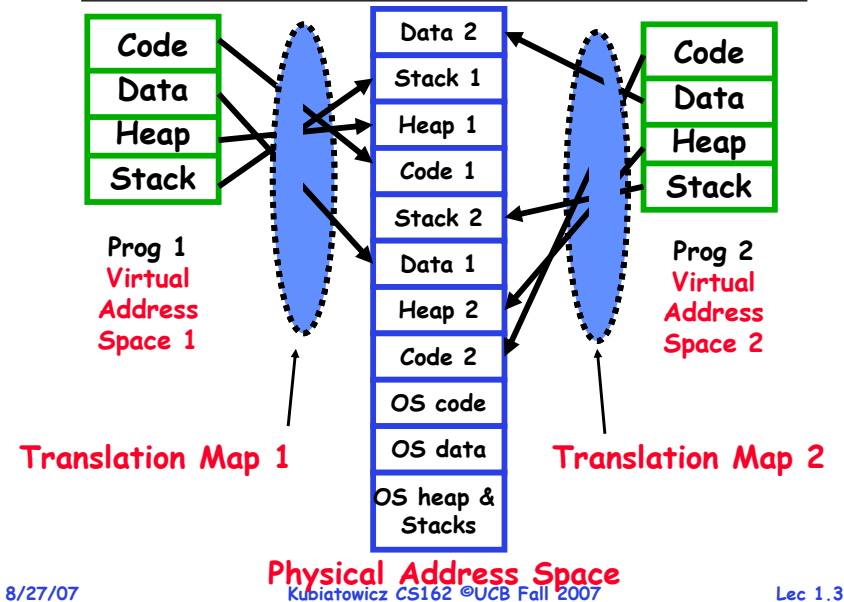 Code
Data
Heap
Stack
Prog 1
Virtual
Address
Space 1
Translation Map 1
Data 2
Stack 1
Heap 1
Code 1
Stack 2
Data 1
Heap 2
Code 2
OS code
OS data
OS heap &
Stacks
Physical Address Space
Code
Data
Heap
Stack
Prog 2
Virtual
Address
Space 2
Translation Map 2
8/27/07
Kubiatowicz CS162 ©UCB Fall 2007
Lec 1.3